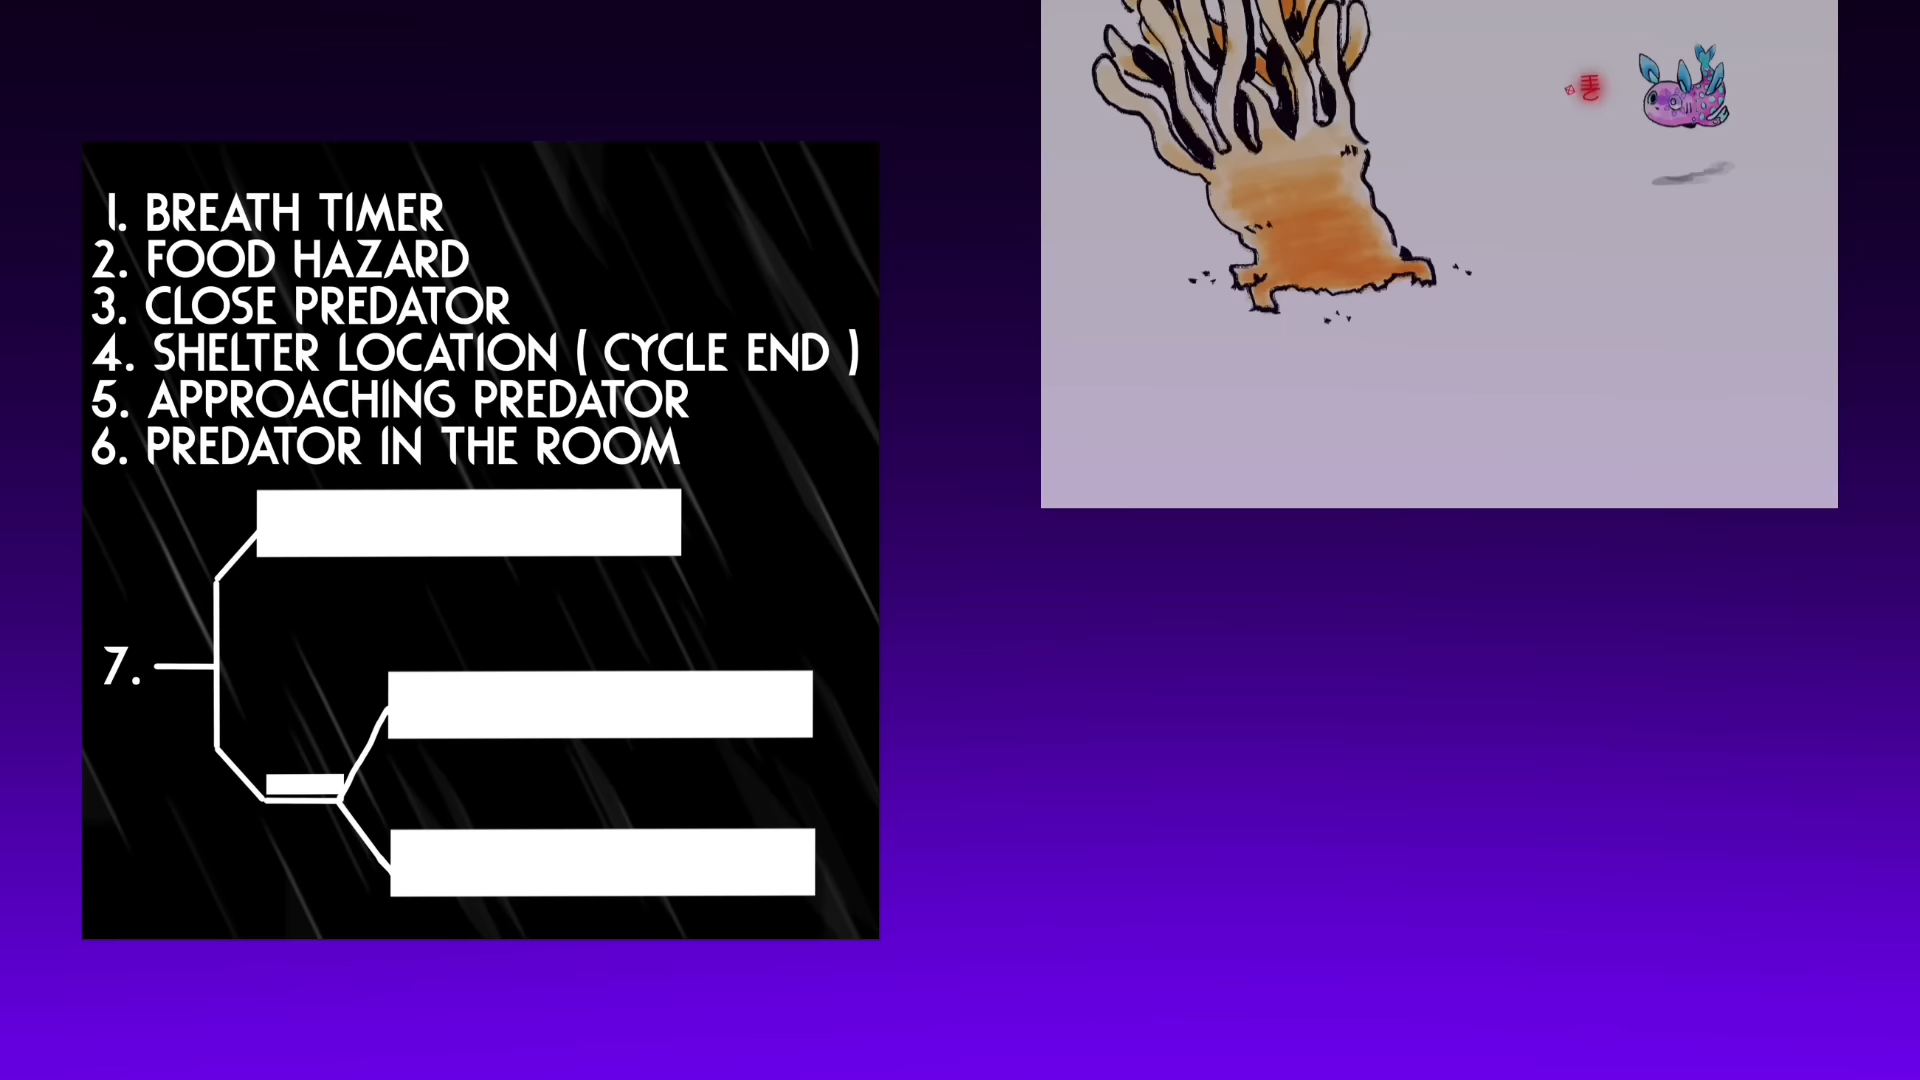 1. BREATH TIMER
2. FOOD HAZARD
3. CLOSE PREDATOR
4. SHELTER LOCATION ( CYCLE END )
5. APPROACHING PREDATOR
6. PREDATOR IN THE ROOM
7.